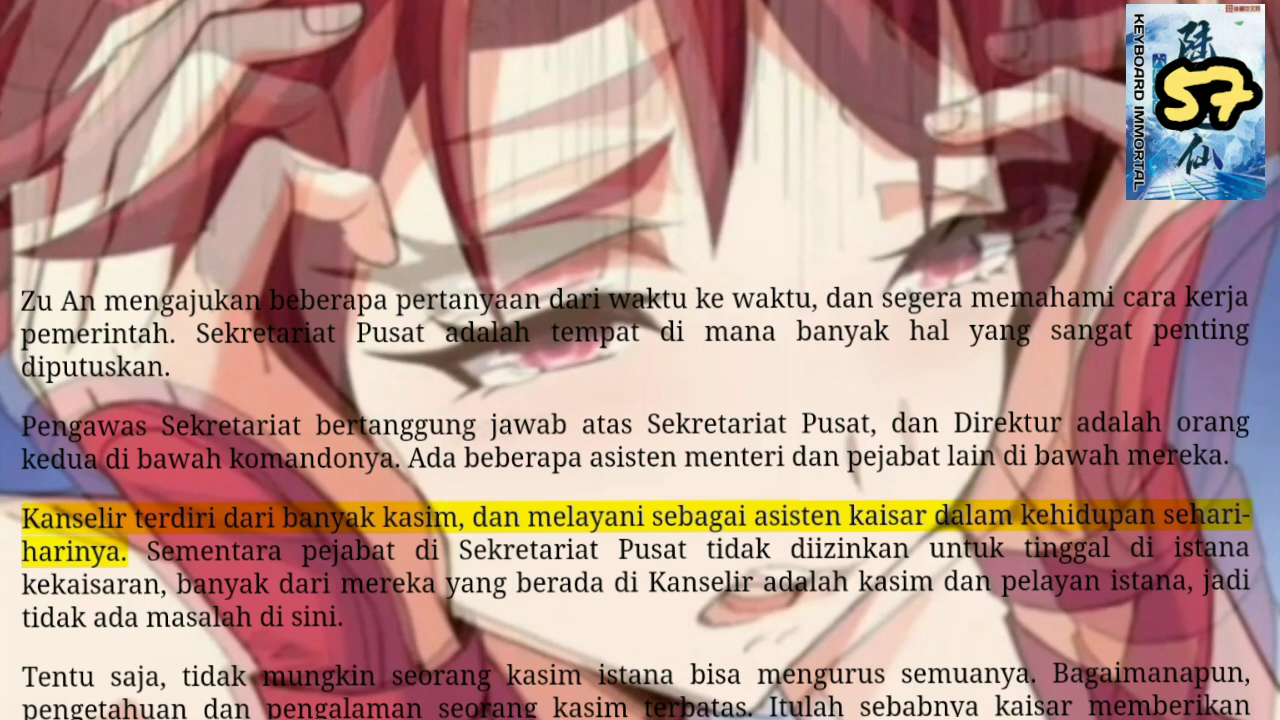 KEYBOARD IMMORTAL
陆
57
仙
Zu An mengajukan beberapa pertanyaan dari waktu ke waktu, dan segera memahami cara kerja
pemerintah. Sekretariat Pusat adalah tempat di mana banyak hal yang sangat penting
diputuskan.
Pengawas Sekretariat bertanggung jawab atas Sekretariat Pusat, dan Direktur adalah orang
kedua di bawah komandonya. Ada beberapa asisten menteri dan pejabat lain di bawah mereka.
Kanselir terdiri dari banyak kasim, dan melayani sebagai asisten kaisar dalam kehidupan sehari-
harinya. Sementara pejabat di Sekretariat Pusat tidak diizinkan untuk tinggal di istana
kekaisaran, banyak dari mereka yang berada di Kanselir adalah kasim dan pelayan istana, jadi
tidak ada masalah di sini.
Tentu saja, tidak mungkin seorang kasim istana bisa mengurus semuanya. Bagaimanapun,
pengetahuan dan pengalaman seorang kasim terbatas. Itulah sebabnya kaisar memberikan